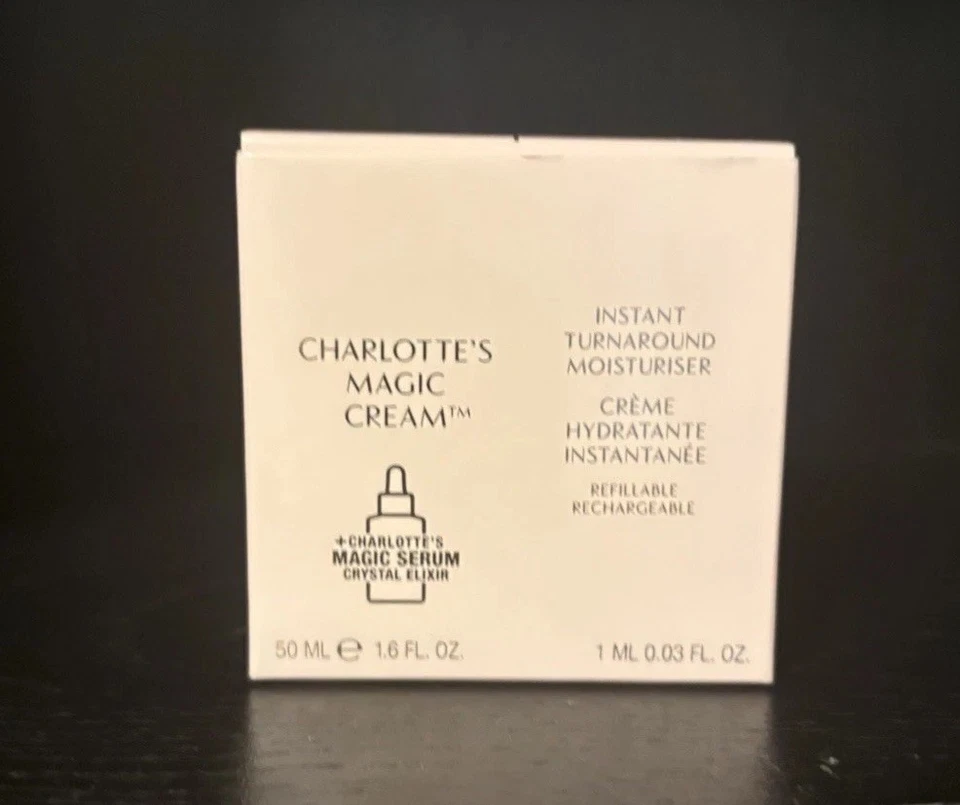 CHARLOTTE'S
MAGIC
CREAM™
+CHARLOTTE'S
MAGIC SERUM
CRYSTAL ELIXIR
50 ML ℮ 1.6 FL. OZ.
INSTANT
TURNAROUND
MOISTURISER
CRÈME
HYDRATANTE
INSTANTANÉE
REFILLABLE
RECHARGEABLE
1 ML 0.03 FL. OZ.